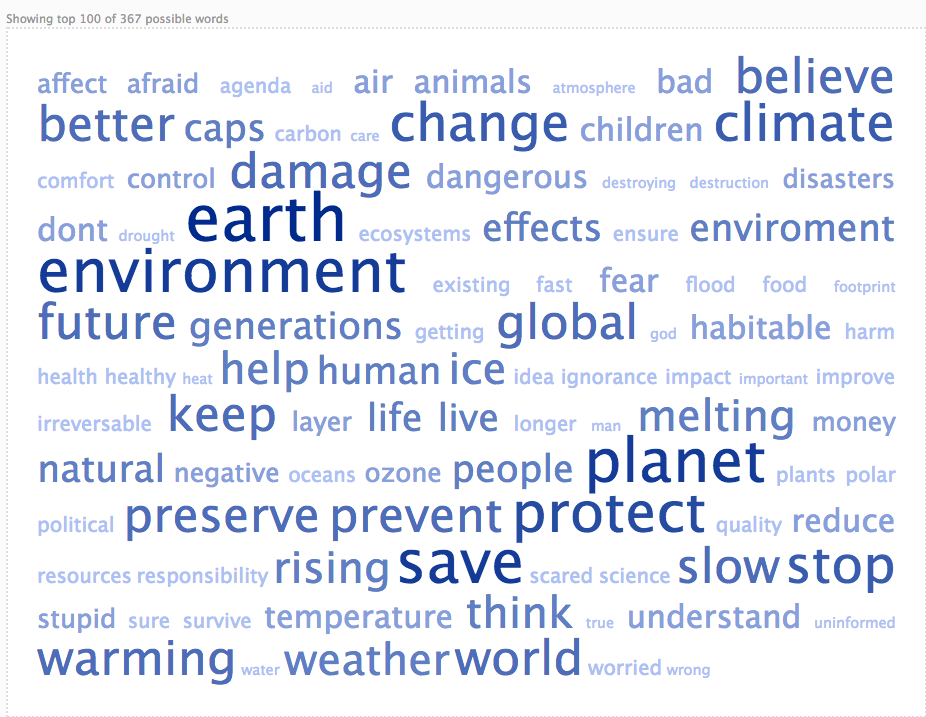 Showing top 100 of 367 possible words
affect afraid agenda aid air animals atmosphere bad believe
better caps carbon care change children climate
comfort control damage dangerous destroying destruction disasters
dont drought earth ecosystems effects ensure enviroment
environment existing fast fear flood food footprint
future generations getting global god habitable harm
health healthy heat help human ice idea ignorance impact important improve
irreversable keep layer life live longer man melting money
natural negative oceans ozone people planet plants polar
political preserve prevent protect quality reduce
resources responsibility rising save scared science slow stop
stupid sure survive temperature think true understand uninformed
warming water weather world worried wrong